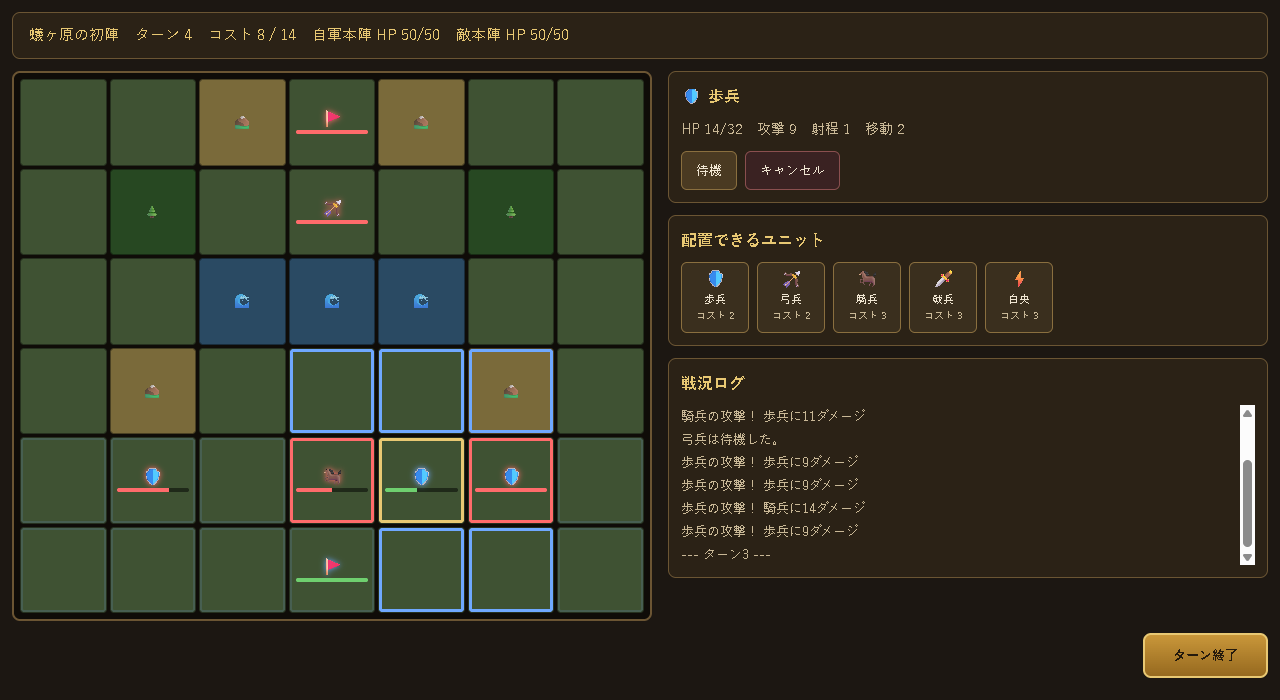 蟻ヶ原の初陣 ターン 4 コスト 8 / 14 自軍本陣 HP 50/50 敵本陣 HP 50/50
歩兵
HP 14/32 攻撃 9 射程 1 移動 2
待機 キャンセル
配置できるユニット
歩兵 弓兵 騎兵 戟兵 白央
コスト 2 コスト 2 コスト 3 コスト 3 コスト 3
戦況ログ
騎兵の攻撃！ 歩兵に11ダメージ
弓兵は待機した。
歩兵の攻撃！ 歩兵に9ダメージ
歩兵の攻撃！ 歩兵に9ダメージ
歩兵の攻撃！ 騎兵に14ダメージ
歩兵の攻撃！ 歩兵に9ダメージ
--- ターン3 ---
ターン終了